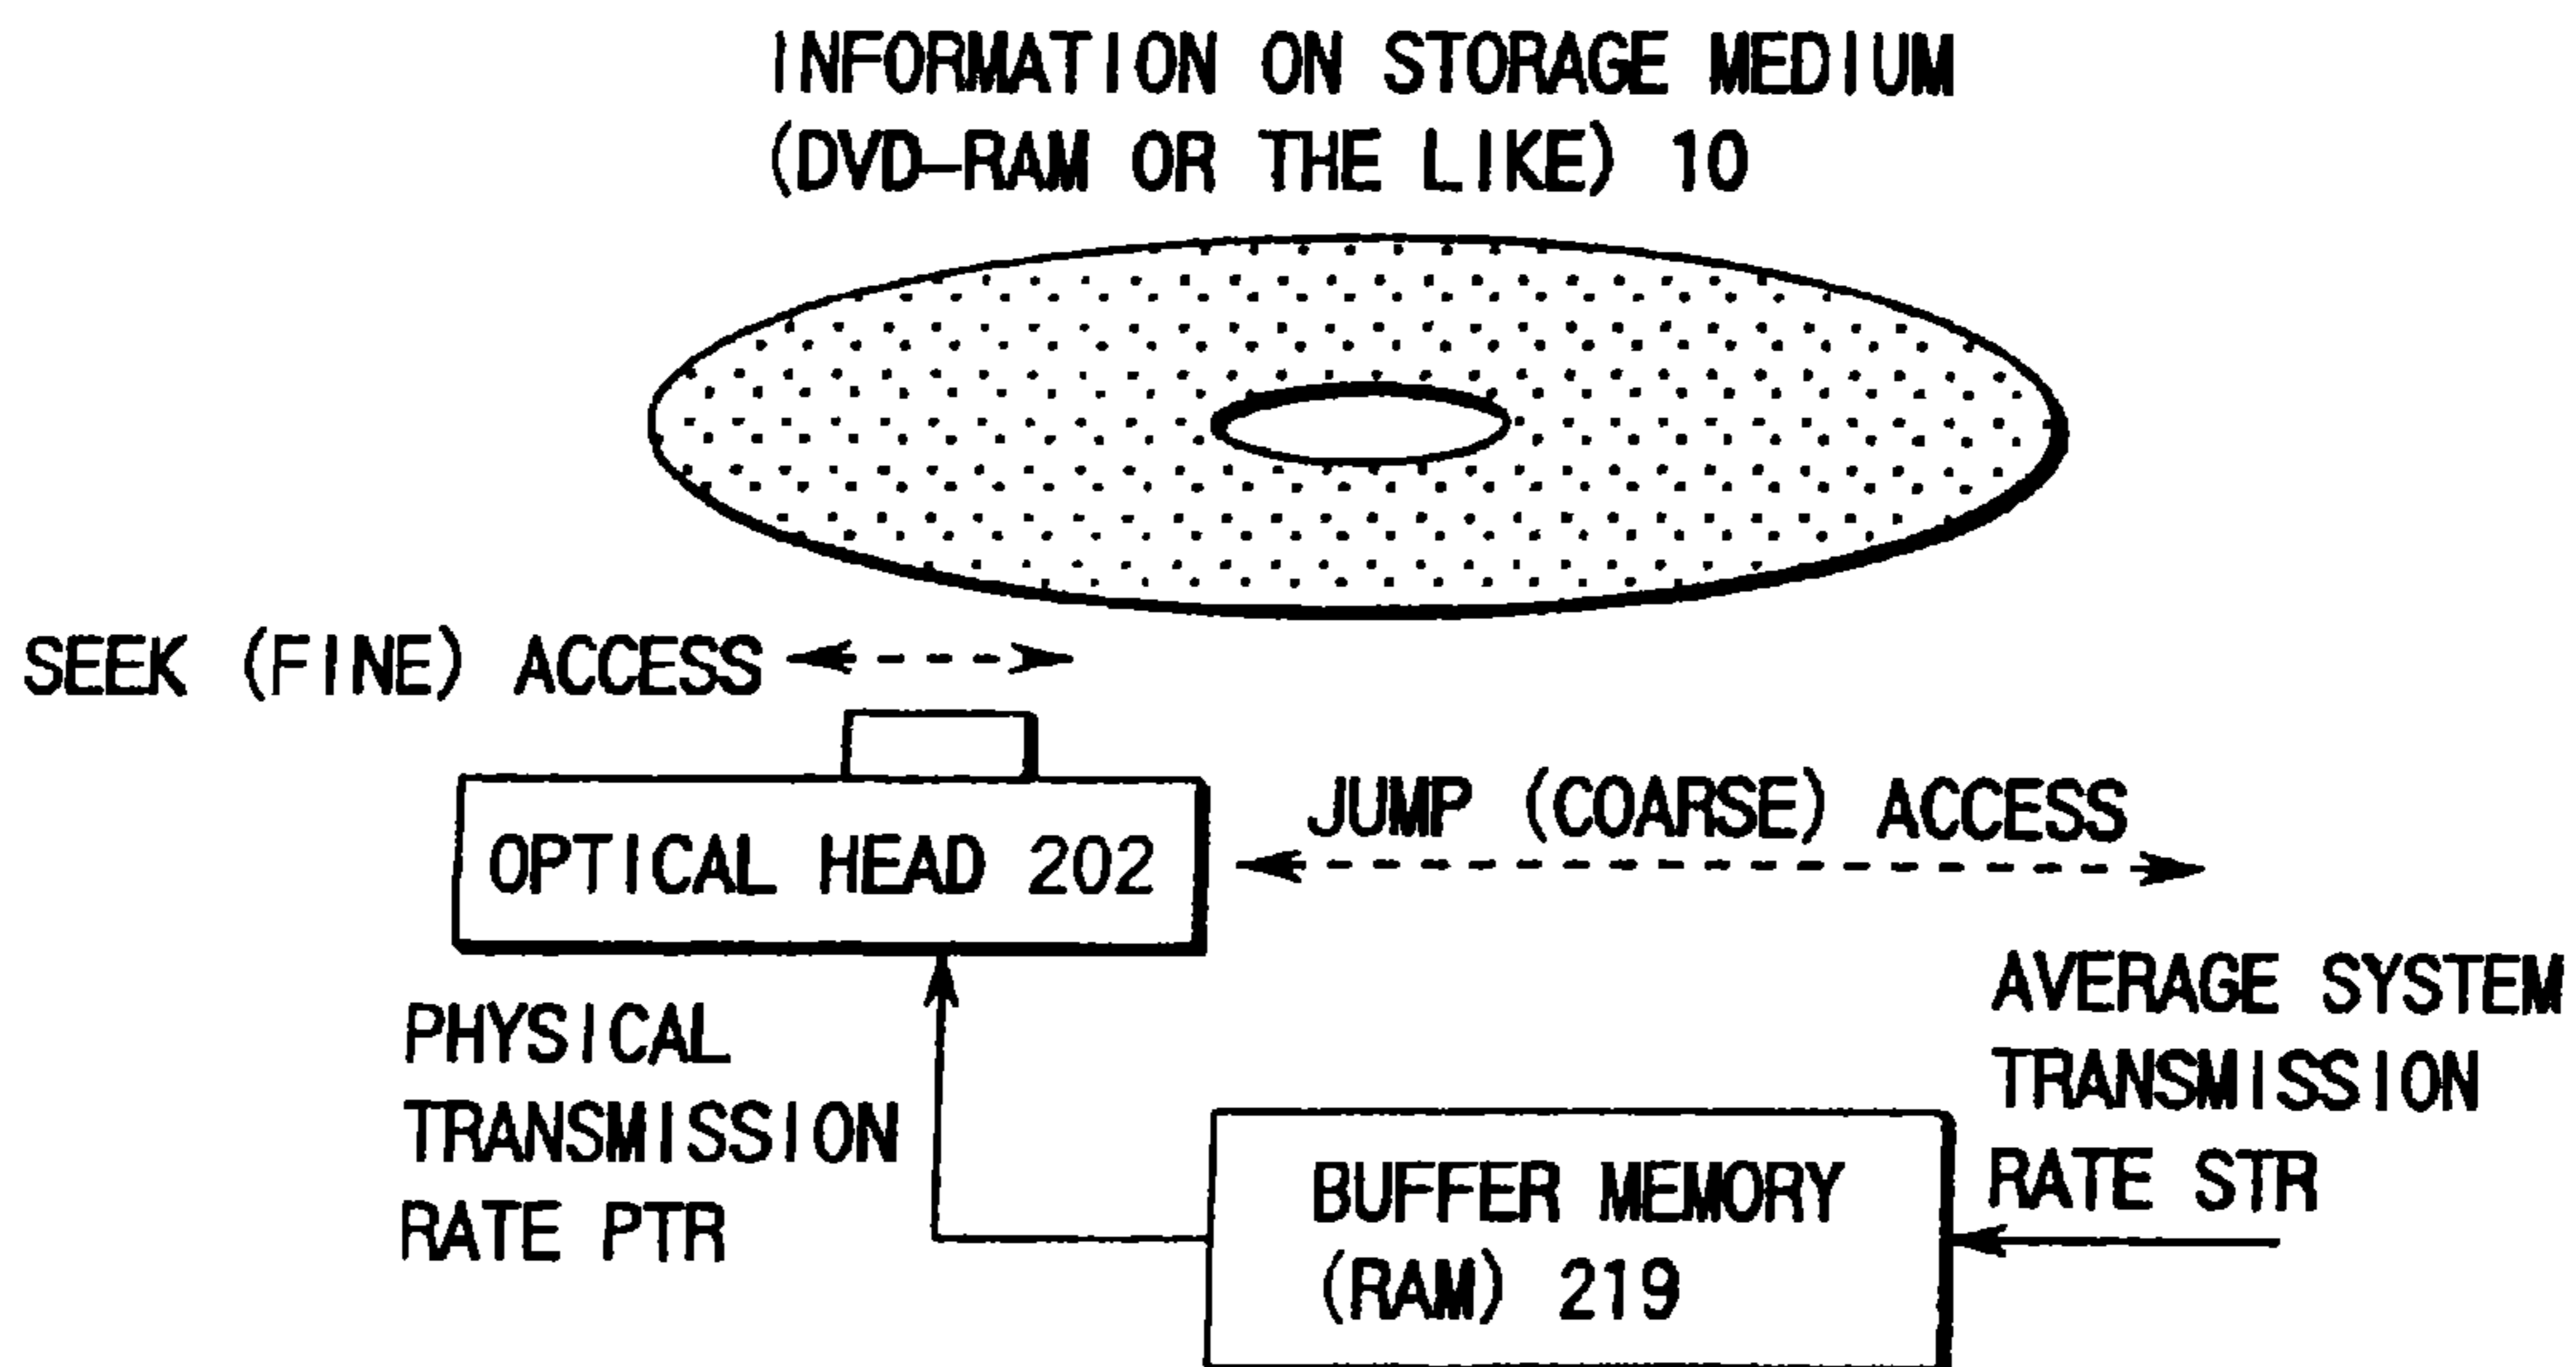 INFORMATION ON STORAGE MEDIUM
(DVD-RAM OR THE LIKE) 10
SEEK (FINE) ACCESS
OPTICAL HEAD 202
JUMP (COARSE) ACCESS
PHYSICAL
TRANSMISSION
RATE PTR
BUFFER MEMORY
(RAM) 219
AVERAGE SYSTEM
TRANSMISSION
RATE STR